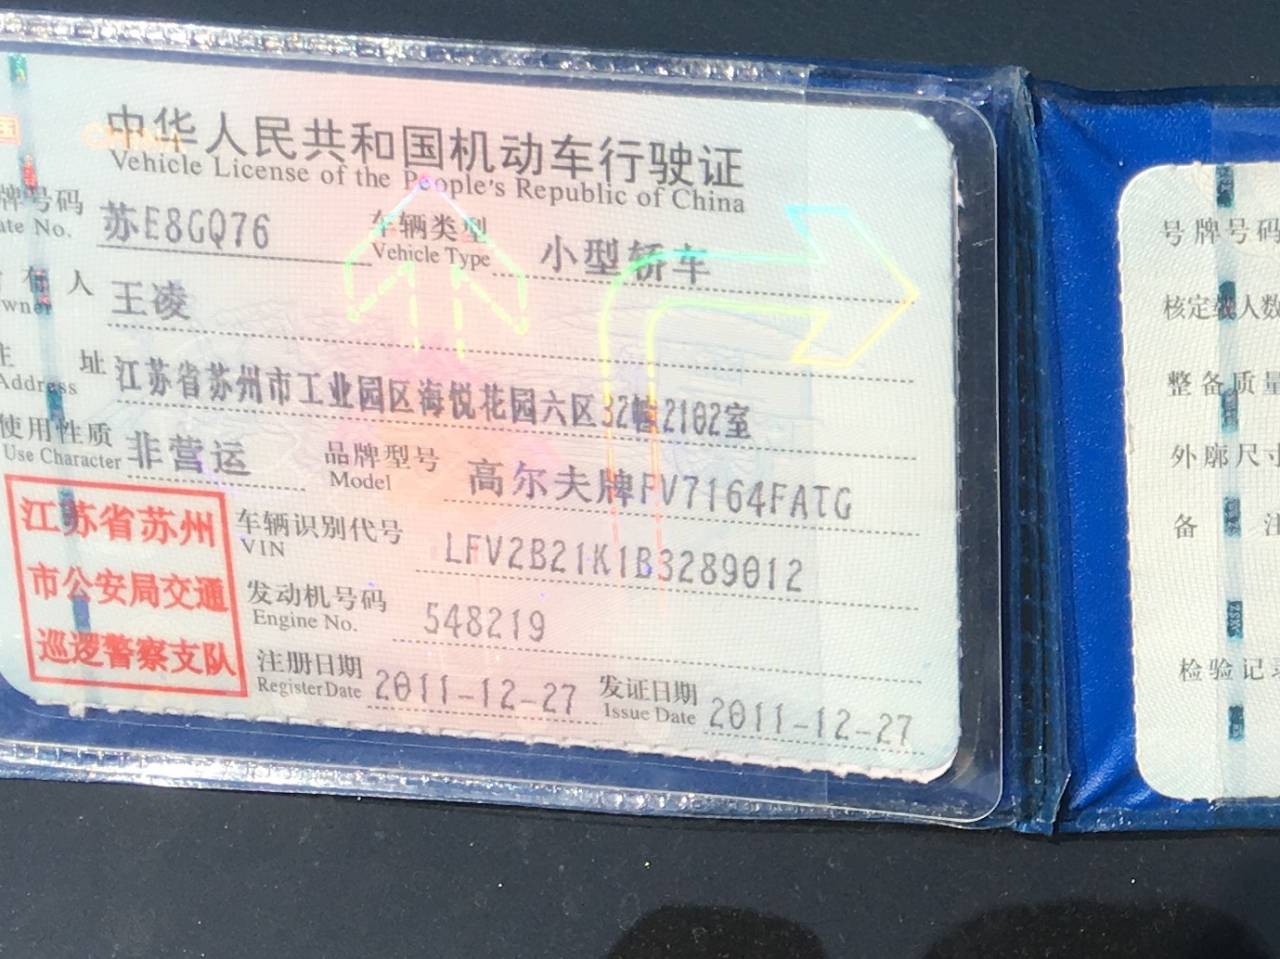 中华人民共和国机动车行驶证
Vehicle License of the People's Republic of China
牌号码 苏E8GQ76 车辆类型 小型轿车
ate No. Vehicle Type
有人 王凌
wner
址 江苏省苏州市工业园区海悦花园六区32幢2102室
Address
使用性质 非营运 品牌型号 高尔夫牌FV7164FATG
Use Character Model
江苏省苏州
市公安局交通
巡逻警察支队
车辆识别代号 LFV2B21K1B3289012
VIN
发动机号码 548219
Engine No.
注册日期 2011-12-27 发证日期 2011-12-27
Register Date Issue Date
号牌号码
核定载人数
整备质量
外廓尺寸
备 注
检验记录